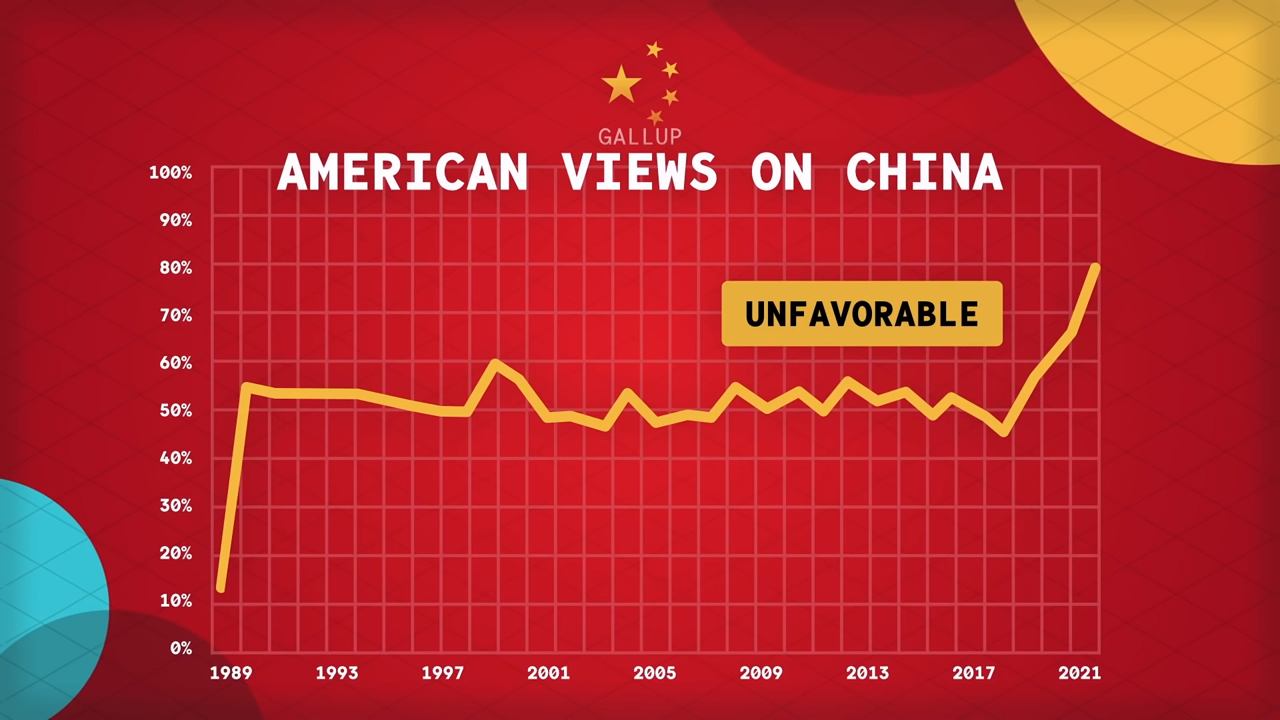 GALLUP
AMERICAN VIEWS ON CHINA
100%
90%
80%
70%
UNFAVORABLE
60%
50%
40%
30%
20%
10%
0%
1989 1993 1997 2001 2005 2009 2013 2017 2021